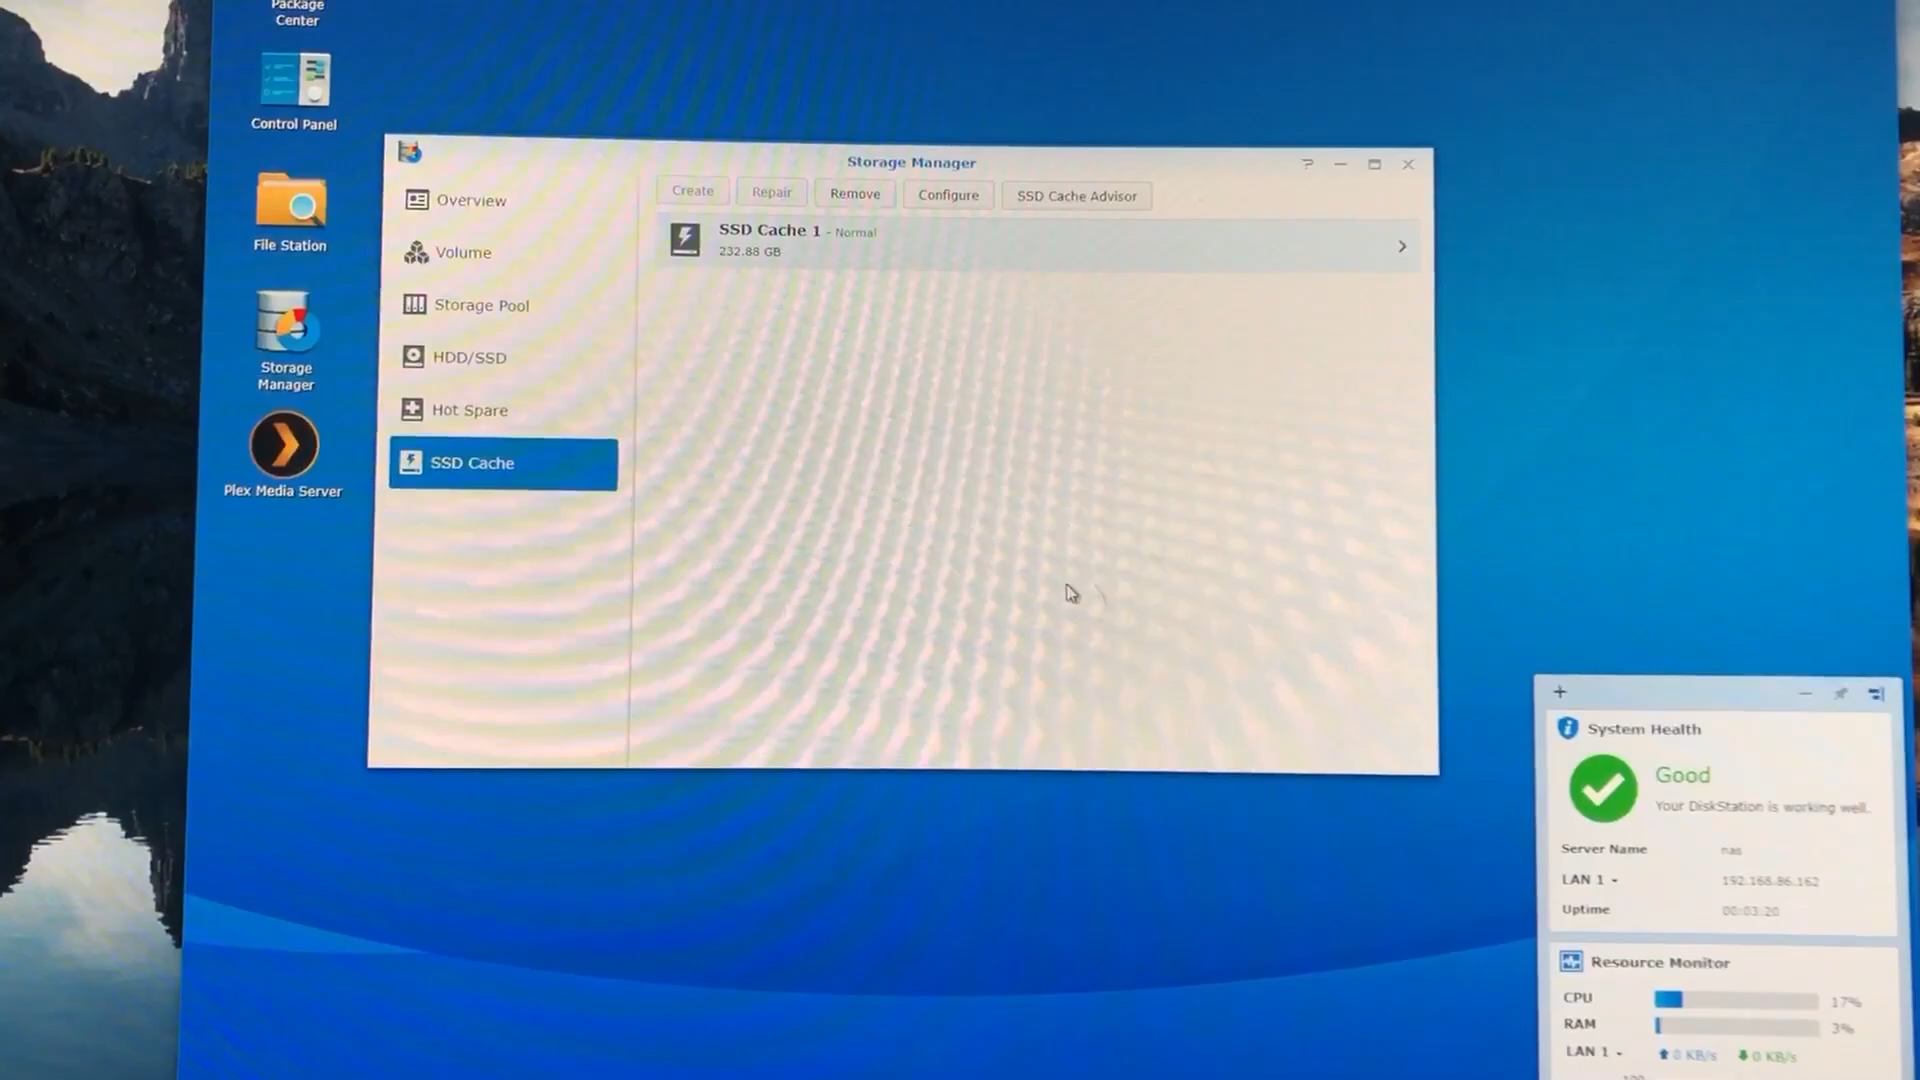 Package
Center
Control Panel
File Station
Storage
Manager
Plex Media Server
Storage Manager
?
Overview
Volume
Storage Pool
HDD/SSD
Hot Spare
SSD Cache
Create
Repair
Remove
Configure
SSD Cache Advisor
SSD Cache 1 - Normal
232.88 GB
System Health
Good
Your DiskStation is working well.
Server Name nas
LAN 1 192.168.86.162
Uptime 00:03:20
Resource Monitor
CPU 17%
RAM 3%
LAN 1 0 KB/s 0 KB/s